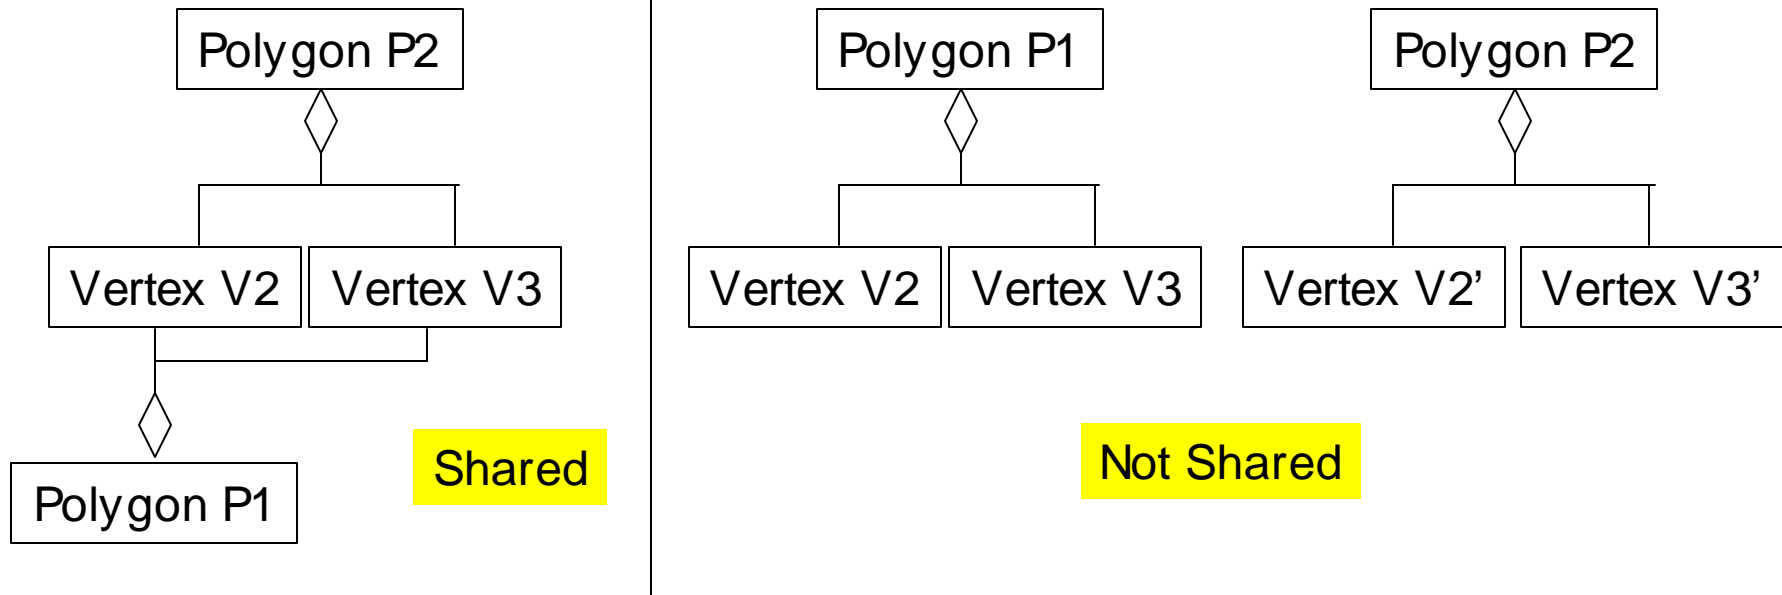 Polygon P2
Vertex V2
Vertex V3
Polygon P1
Shared
Polygon P1
Polygon P2
Vertex V2
Vertex V3
Vertex V2’
Vertex V3’
Not Shared